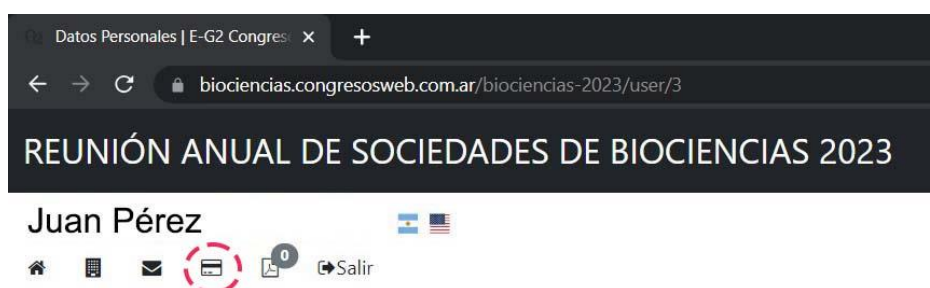 Datos Personales | E-G2 Congres
biociencias.congresosweb.com.ar/biociencias-2023/user/3
REUNIÓN ANUAL DE SOCIEDADES DE BIOCIENCIAS 2023
Juan Pérez
0 Salir